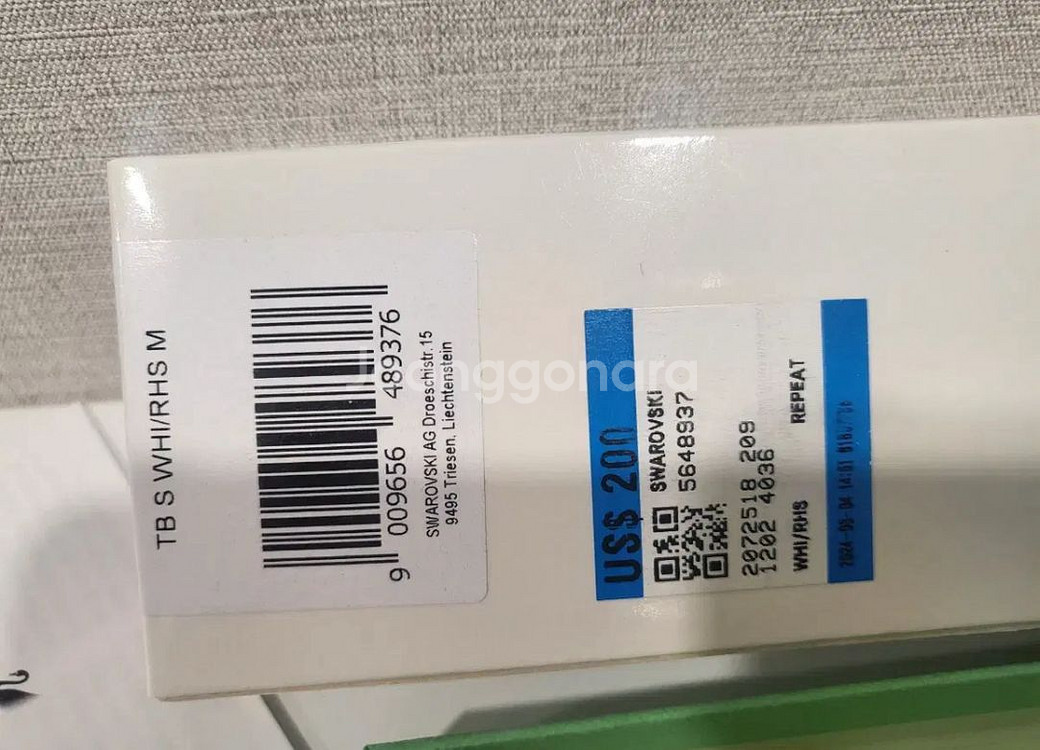 TB S WHI/RHS M
9 009656 489376
SWAROVSKI AG Droeschistr. 15
9495 Triesen, Liechtenstein
Joonggonara
US$ 200
SWAROVSKI
5648937
2072518 209
1202 4036
WHI/RHS REPEAT